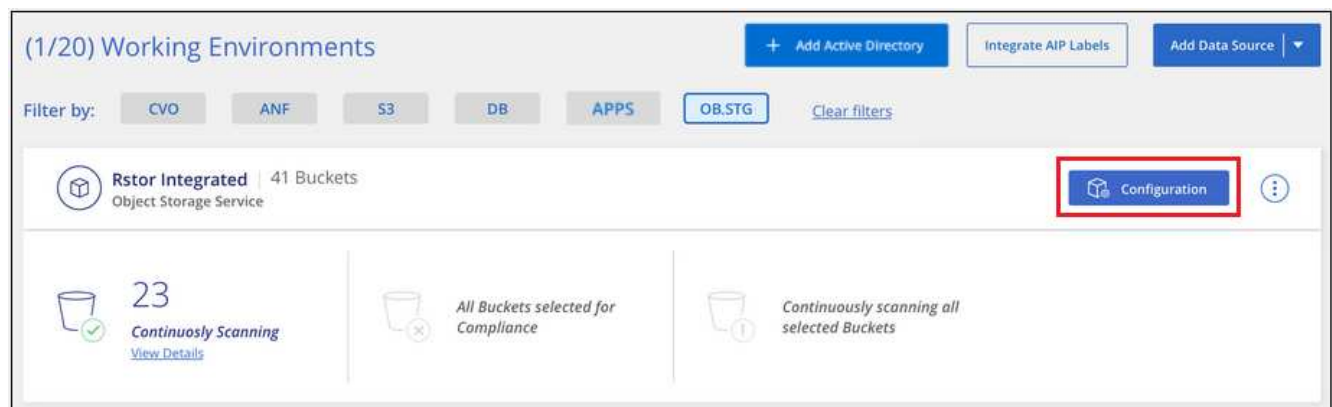 (1/20) Working Environments
+ Add Active Directory
Integrate AIP Labels
Add Data Source
Filter by:
CVO
ANF
S3
DB
APPS
OB.STG
Clear filters
Rstor Integrated | 41 Buckets
Object Storage Service
Configuration
23
Continuosly Scanning
View Details
All Buckets selected for
Compliance
Continuously scanning all
selected Buckets